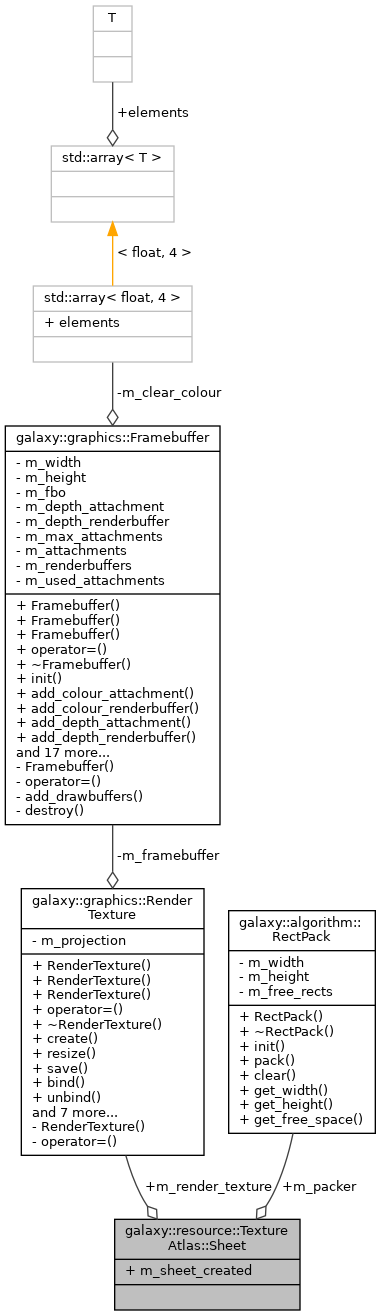 T
+elements
std::array< T >
< float, 4 >
std::array< float, 4 >
+ elements
-m_clear_colour
galaxy::graphics::Framebuffer
- m_width
- m_height
- m_fbo
- m_depth_attachment
- m_depth_renderbuffer
- m_max_attachments
- m_attachments
- m_renderbuffers
- m_used_attachments
+ Framebuffer()
+ Framebuffer()
+ Framebuffer()
+ operator=()
+ ~Framebuffer()
+ init()
+ add_colour_attachment()
+ add_colour_renderbuffer()
+ add_depth_attachment()
+ add_depth_renderbuffer()
and 17 more...
- Framebuffer()
- operator=()
- add_drawbuffers()
- destroy()
-m_framebuffer
galaxy::graphics::Render
Texture
- m_projection
+ RenderTexture()
+ RenderTexture()
+ RenderTexture()
+ operator=()
+ ~RenderTexture()
+ create()
+ resize()
+ save()
+ bind()
+ unbind()
and 7 more...
- RenderTexture()
- operator=()
galaxy::algorithm::
RectPack
- m_width
- m_height
- m_free_rects
+ RectPack()
+ ~RectPack()
+ init()
+ pack()
+ clear()
+ get_width()
+ get_height()
+ get_free_space()
+m_render_texture
+m_packer
galaxy::resource::Texture
Atlas::Sheet
+ m_sheet_created